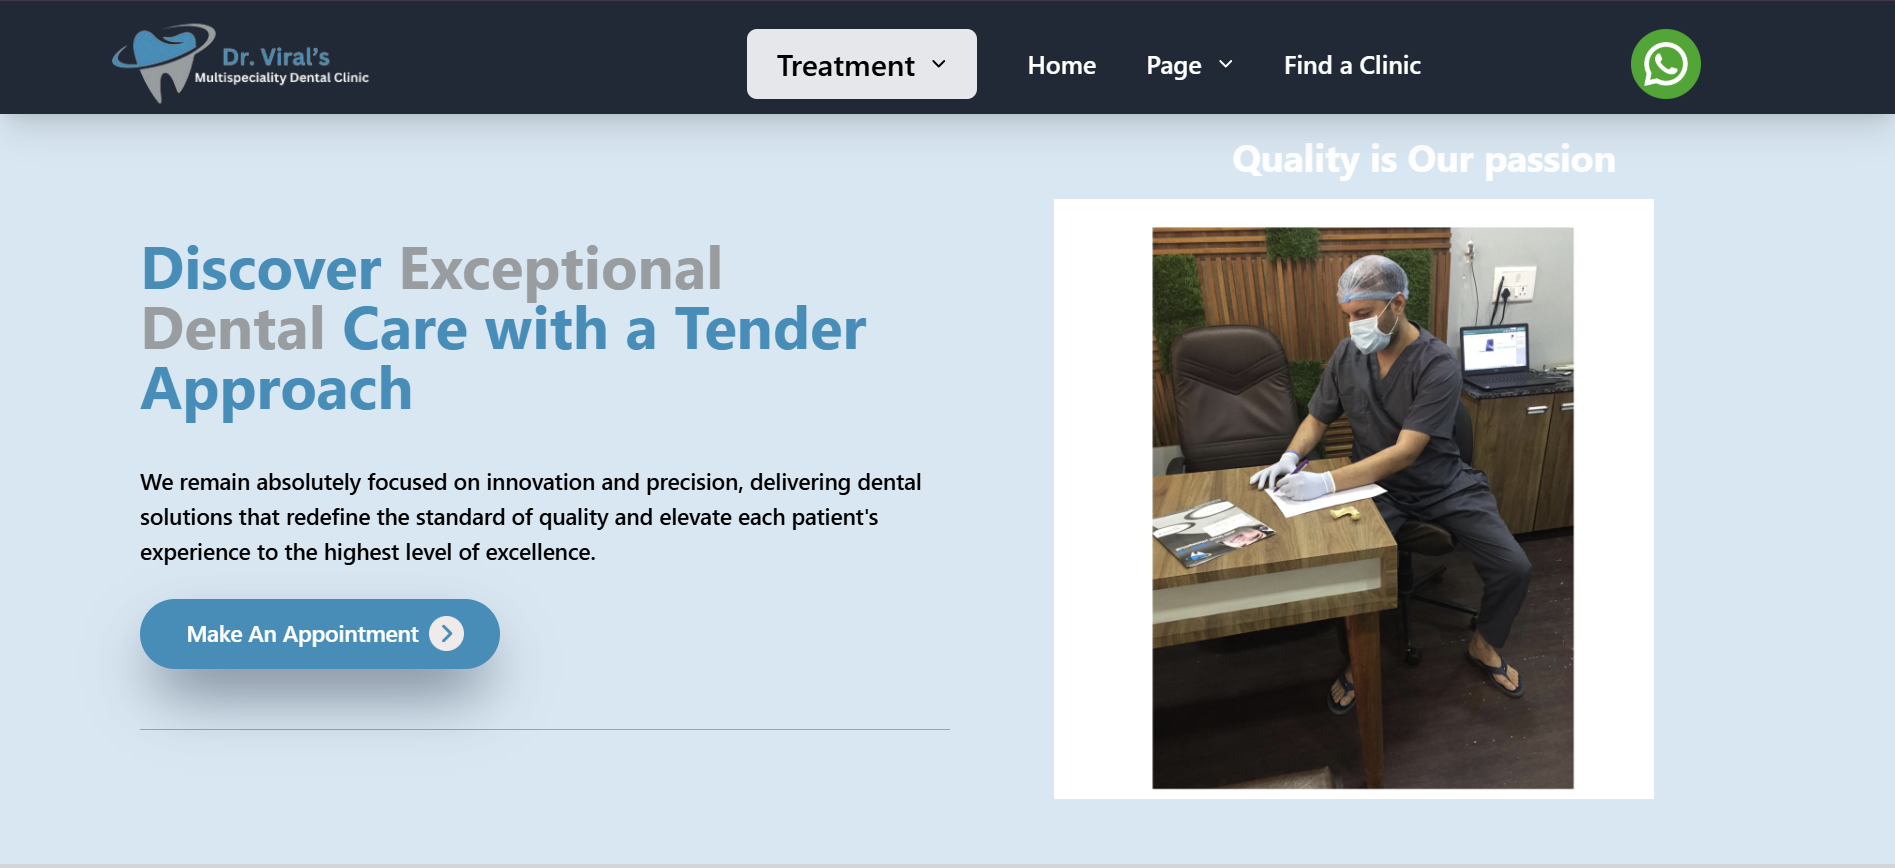 Dr. Viral's
Multispeciality Dental Clinic
Treatment
Home
Page
Find a Clinic
Quality is Our passion
Discover Exceptional
Dental Care with a Tender
Approach
We remain absolutely focused on innovation and precision, delivering dental
solutions that redefine the standard of quality and elevate each patient's
experience to the highest level of excellence.
Make An Appointment